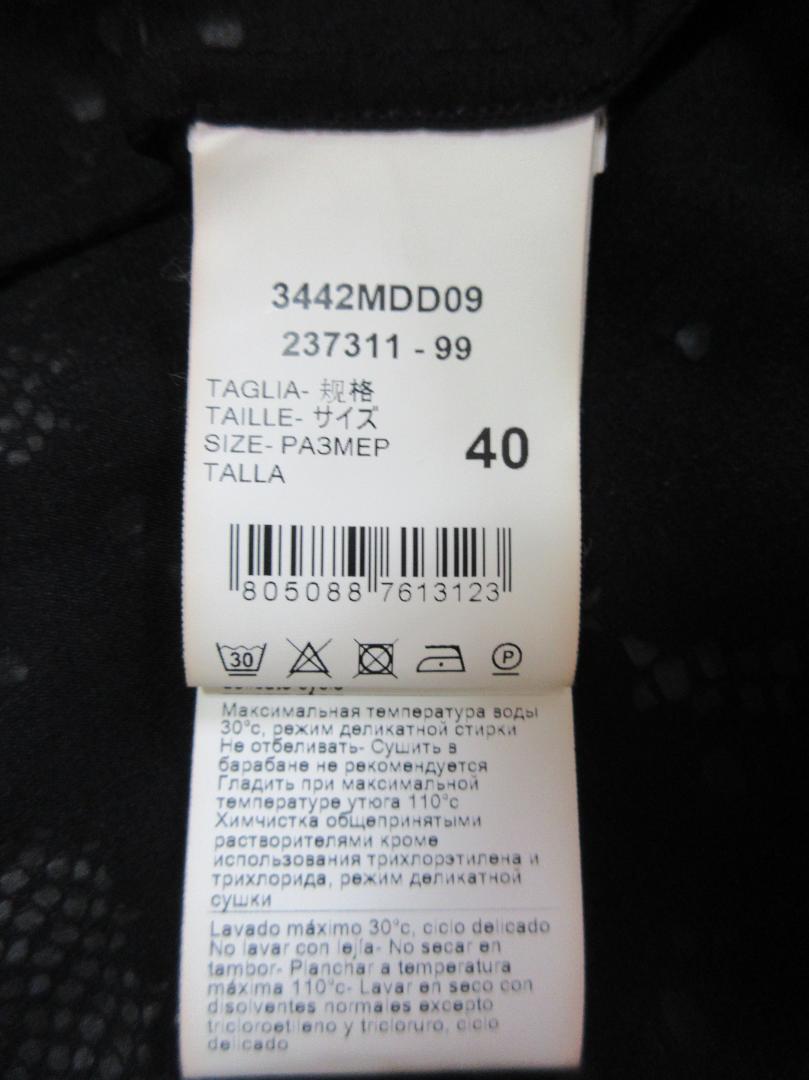 3442MDD09
237311 - 99
TAGLIA- 规格
TAILLE- サイズ
SIZE- РАЗМЕР
TALLA
40
805088 7613123
30 P
Максимальная температура воды
30°с, режим деликатной стирки
Не отбеливать- Сушить в
барабане не рекомендуется
Гладить при максимальной
температуре утюга 110°с
Химчистка общепринятыми
растворителями кроме
использования трихлорэтилена и
трихлорида, режим деликатной
сушки
Lavado máximo 30°c, ciclo delicado
No lavar con lejía- No secar en
tambor- Planchar a temperatura
máxima 110°c- Lavar en seco con
disolventes normales excepto
tricloroetileno y tricloruro, ciclo
delicado